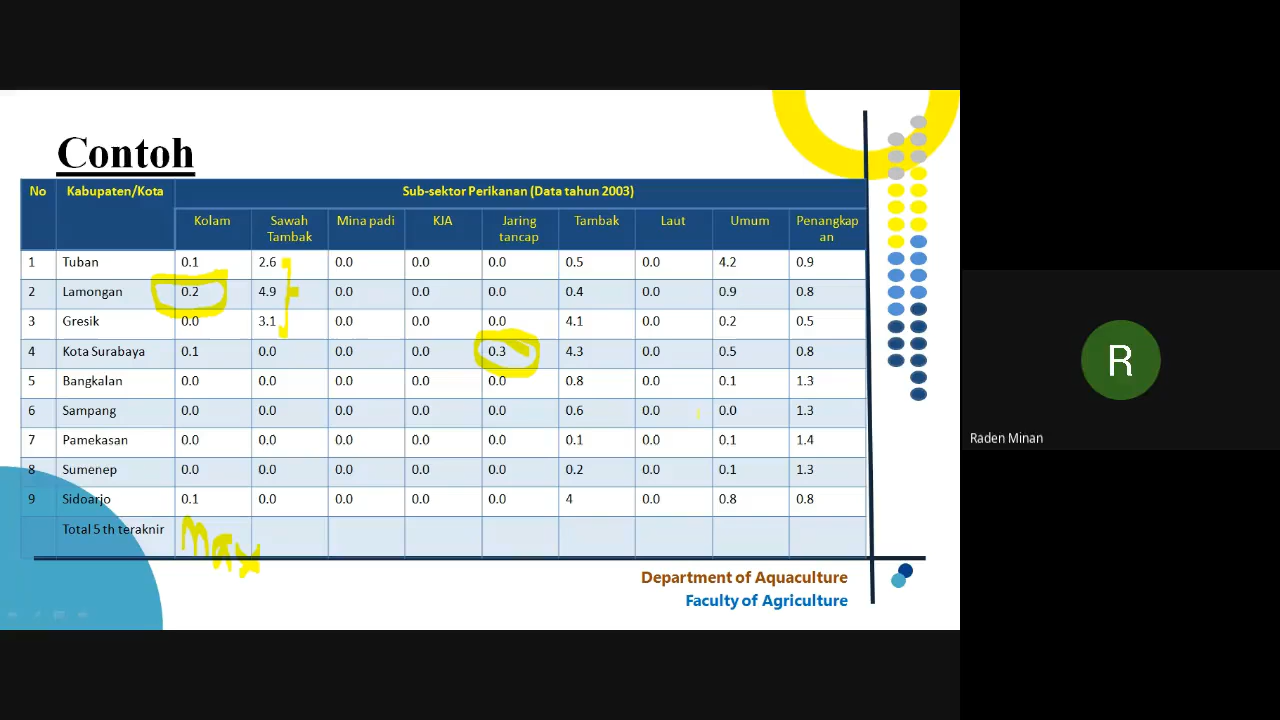 Contoh
No Kabupaten/Kota Sub-sektor Perikanan (Data tahun 2003)
Kolam Sawah Tambak Mina padi KJA Jaring tancap Tambak Laut Umum Penangkapan
1 Tuban 0.1 2.6 0.0 0.0 0.0 0.5 0.0 4.2 0.9
2 Lamongan 0.2 4.9 0.0 0.0 0.0 0.4 0.0 0.9 0.8
3 Gresik 0.0 3.1 0.0 0.0 0.0 4.1 0.0 0.2 0.5
4 Kota Surabaya 0.1 0.0 0.0 0.0 0.3 4.3 0.0 0.5 0.8
5 Bangkalan 0.0 0.0 0.0 0.0 0.0 0.8 0.0 0.1 1.3
6 Sampang 0.0 0.0 0.0 0.0 0.0 0.6 0.0 0.0 1.3
7 Pamekasan 0.0 0.0 0.0 0.0 0.0 0.1 0.0 0.1 1.4
8 Sumenep 0.0 0.0 0.0 0.0 0.0 0.2 0.0 0.1 1.3
9 Sidoarjo 0.1 0.0 0.0 0.0 0.0 4 0.0 0.8 0.8
Total 5 th teraknir max
Department of Aquaculture
Faculty of Agriculture
R
Raden Minan